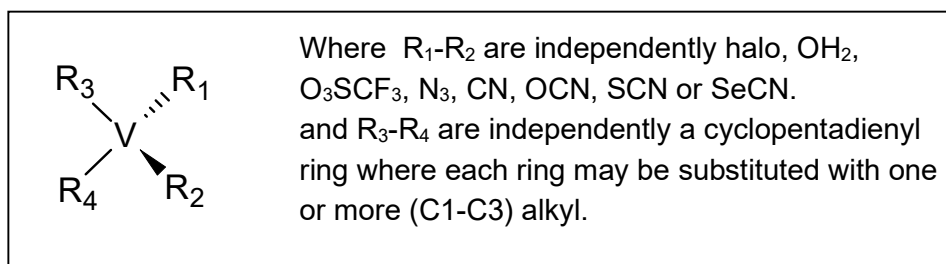 R₃ R₁
V
R₄ R₂
Where R₁-R₂ are independently halo, OH₂,
O₃SCF₃, N₃, CN, OCN, SCN or SeCN.
and R₃-R₄ are independently a cyclopentadienyl
ring where each ring may be substituted with one
or more (C1-C3) alkyl.